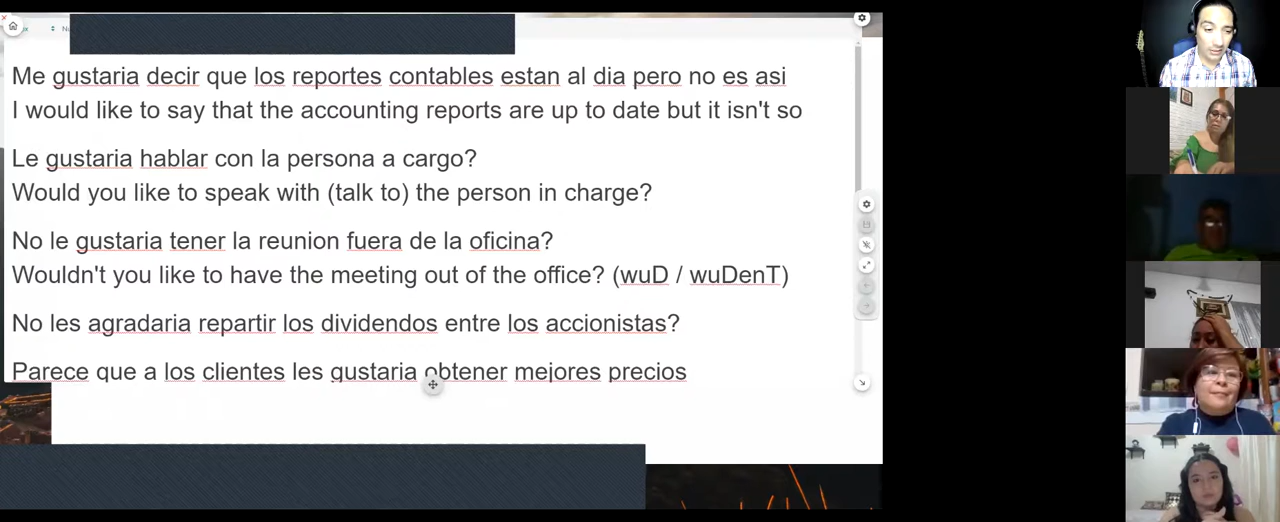 Me gustaria decir que los reportes contables estan al dia pero no es asi
I would like to say that the accounting reports are up to date but it isn't so
Le gustaria hablar con la persona a cargo?
Would you like to speak with (talk to) the person in charge?
No le gustaria tener la reunion fuera de la oficina?
Wouldn't you like to have the meeting out of the office? (wuD / wuDenT)
No les agradaria repartir los dividendos entre los accionistas?
Parece que a los clientes les gustaria obtener mejores precios